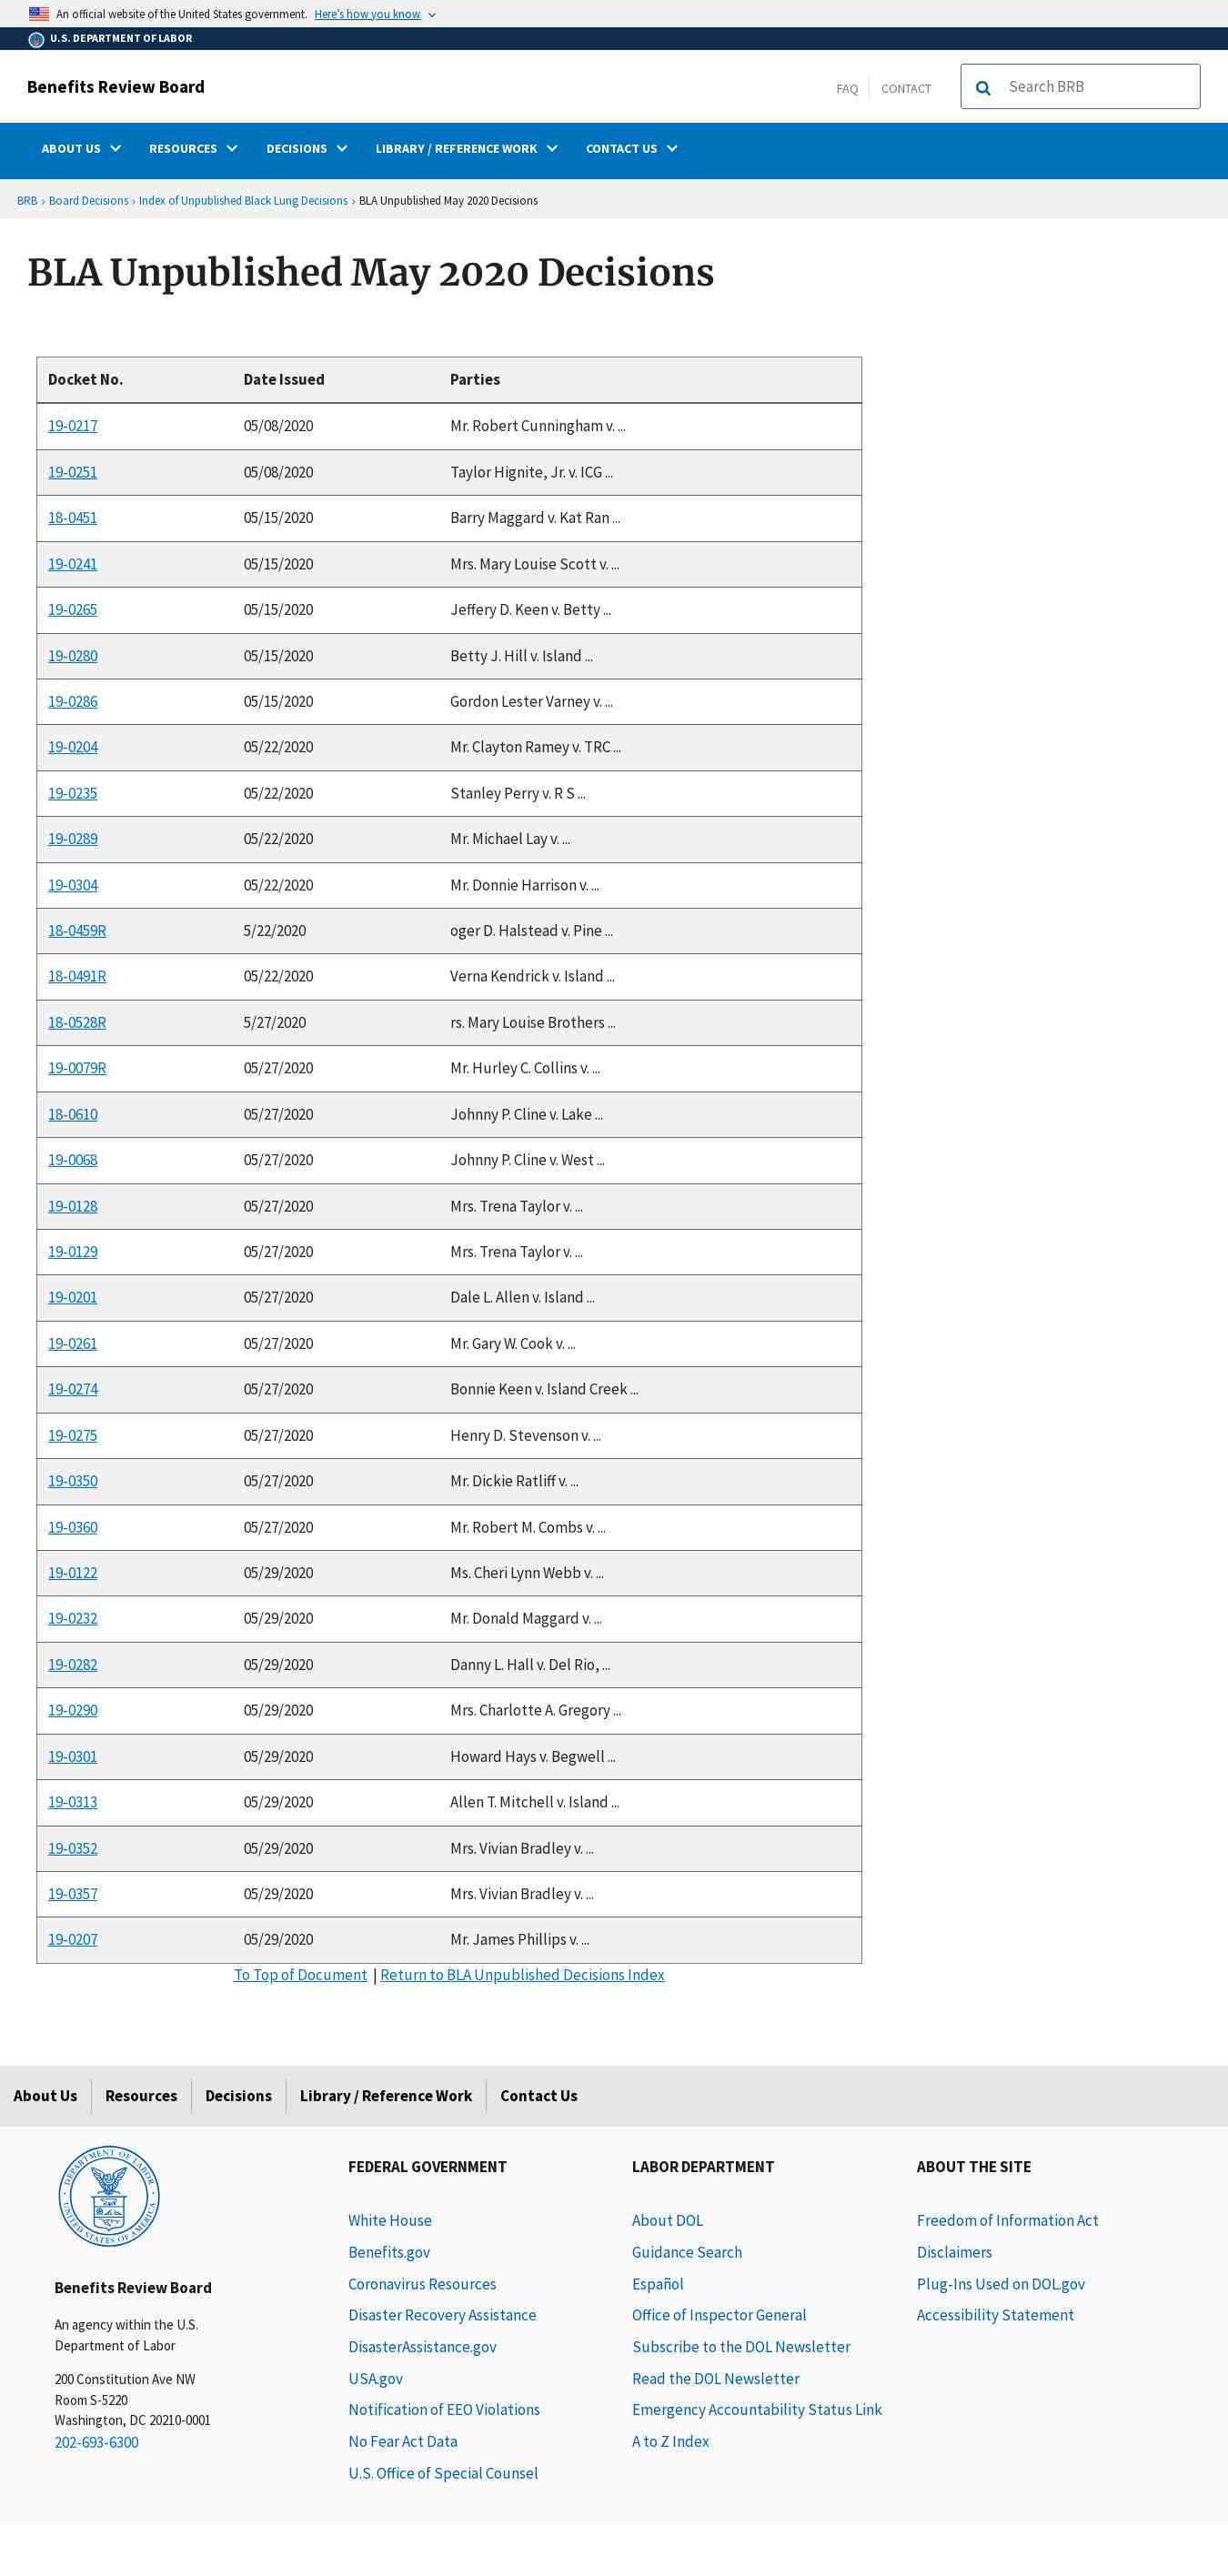 An official website of the United States government. Here's how you know
U.S. DEPARTMENT OF LABOR
Benefits Review Board
FAQ CONTACT Search BRB
ABOUT US RESOURCES DECISIONS LIBRARY / REFERENCE WORK CONTACT US
BRB › Board Decisions › Index of Unpublished Black Lung Decisions › BLA Unpublished May 2020 Decisions
BLA Unpublished May 2020 Decisions
Docket No. Date Issued Parties
19-0217 05/08/2020 Mr. Robert Cunningham v. ...
19-0251 05/08/2020 Taylor Hignite, Jr. v. ICG ...
18-0451 05/15/2020 Barry Maggard v. Kat Ran ...
19-0241 05/15/2020 Mrs. Mary Louise Scott v. ...
19-0265 05/15/2020 Jeffery D. Keen v. Betty ...
19-0280 05/15/2020 Betty J. Hill v. Island ...
19-0286 05/15/2020 Gordon Lester Varney v. ...
19-0204 05/22/2020 Mr. Clayton Ramey v. TRC ...
19-0235 05/22/2020 Stanley Perry v. R S ...
19-0289 05/22/2020 Mr. Michael Lay v. ...
19-0304 05/22/2020 Mr. Donnie Harrison v. ...
18-0459R 5/22/2020 oger D. Halstead v. Pine ...
18-0491R 05/22/2020 Verna Kendrick v. Island ...
18-0528R 5/27/2020 rs. Mary Louise Brothers ...
19-0079R 05/27/2020 Mr. Hurley C. Collins v. ...
18-0610 05/27/2020 Johnny P. Cline v. Lake ...
19-0068 05/27/2020 Johnny P. Cline v. West ...
19-0128 05/27/2020 Mrs. Trena Taylor v. ...
19-0129 05/27/2020 Mrs. Trena Taylor v. ...
19-0201 05/27/2020 Dale L. Allen v. Island ...
19-0261 05/27/2020 Mr. Gary W. Cook v. ...
19-0274 05/27/2020 Bonnie Keen v. Island Creek ...
19-0275 05/27/2020 Henry D. Stevenson v. ...
19-0350 05/27/2020 Mr. Dickie Ratliff v. ...
19-0360 05/27/2020 Mr. Robert M. Combs v. ...
19-0122 05/29/2020 Ms. Cheri Lynn Webb v. ...
19-0232 05/29/2020 Mr. Donald Maggard v. ...
19-0282 05/29/2020 Danny L. Hall v. Del Rio, ...
19-0290 05/29/2020 Mrs. Charlotte A. Gregory ...
19-0301 05/29/2020 Howard Hays v. Begwell ...
19-0313 05/29/2020 Allen T. Mitchell v. Island ...
19-0352 05/29/2020 Mrs. Vivian Bradley v. ...
19-0357 05/29/2020 Mrs. Vivian Bradley v. ...
19-0207 05/29/2020 Mr. James Phillips v. ...
To Top of Document | Return to BLA Unpublished Decisions Index
About Us Resources Decisions Library / Reference Work Contact Us
DEPARTMENT OF LABOR
UNITED STATES OF AMERICA
Benefits Review Board
An agency within the U.S.
Department of Labor
200 Constitution Ave NW
Room S-5220
Washington, DC 20210-0001
202-693-6300
FEDERAL GOVERNMENT
White House
Benefits.gov
Coronavirus Resources
Disaster Recovery Assistance
DisasterAssistance.gov
USA.gov
Notification of EEO Violations
No Fear Act Data
U.S. Office of Special Counsel
LABOR DEPARTMENT
About DOL
Guidance Search
Español
Office of Inspector General
Subscribe to the DOL Newsletter
Read the DOL Newsletter
Emergency Accountability Status Link
A to Z Index
ABOUT THE SITE
Freedom of Information Act
Disclaimers
Plug-Ins Used on DOL.gov
Accessibility Statement